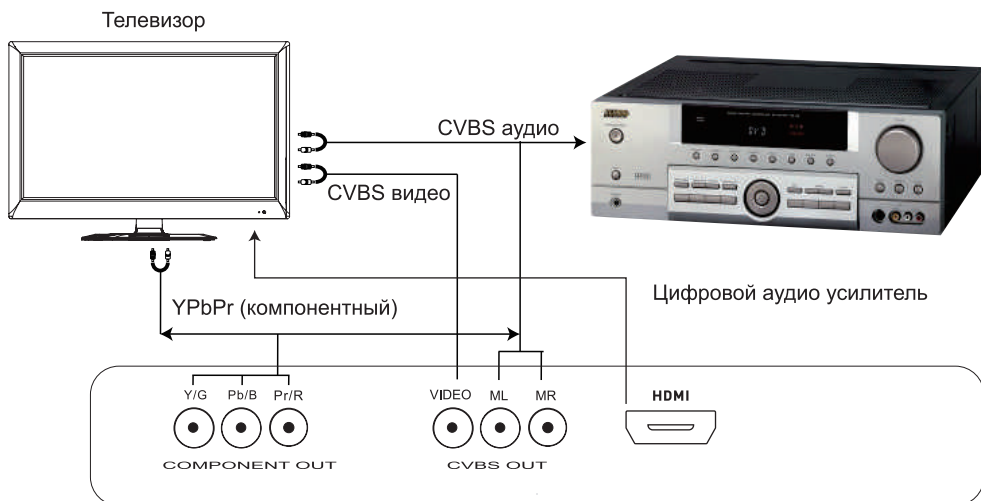 Телевизор
CVBS аудио
CVBS видео
YPbPr (компонентный)
Цифровой аудио усилитель
Y/G Pb/B Pr/R
VIDEO ML MR
HDMI
COMPONENT OUT
CVBS OUT